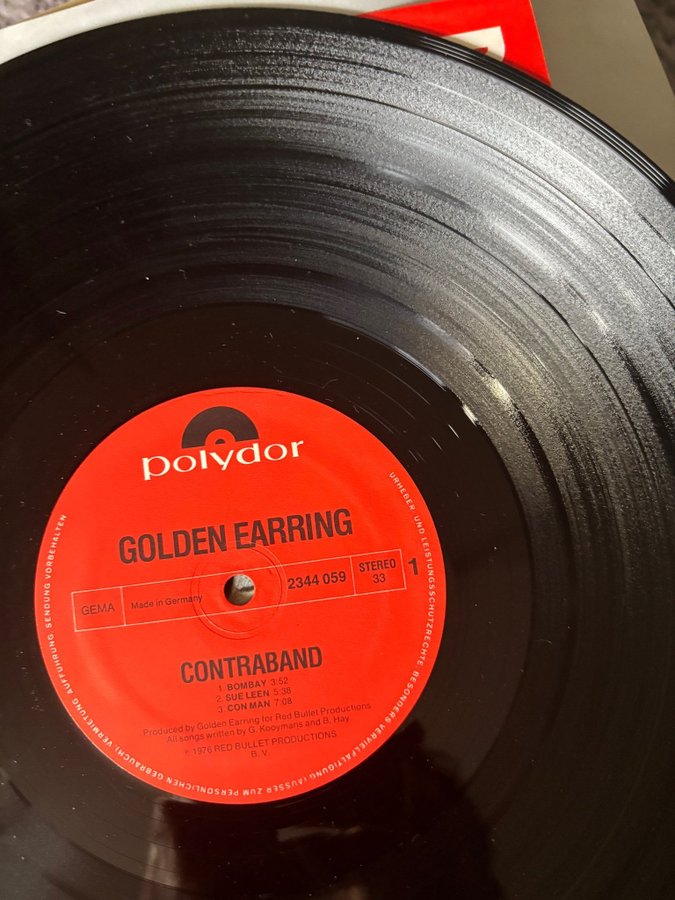 polydor
GOLDEN EARRING
GEMA
Made in Germany
2344 059
STEREO
33
1
CONTRABAND
1. BOMBAY 3:52
2. SUE LEEN 5:38
3. CON MAN 7:08
Produced by Golden Earring for Red Bullet Productions
All songs written by G. Kooymans and B. Hay
℗ 1976 RED BULLET PRODUCTIONS
B. V.
URHEBER- UND LEISTUNGSSCHUTZRECHTE BESONDERS VERVIELFÄLTIGUNG (AUSSER ZUM PERSÖNLICHEN GEBRAUCH), VERMIETUNG AUFFÜHRUNG, SENDUNG VORBEHALTEN